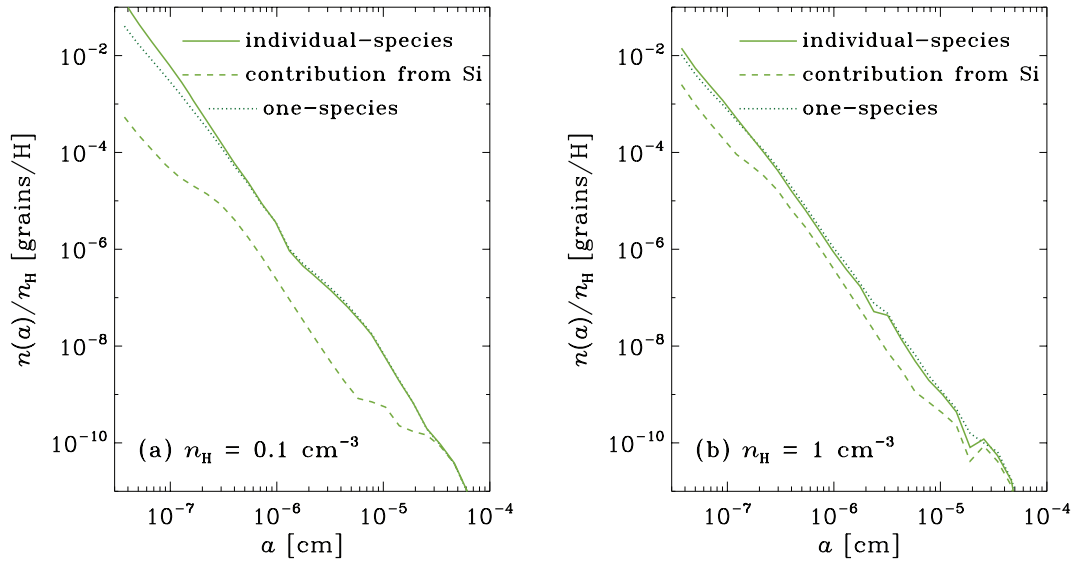 individual−species
contribution from Si
one−species
10⁻²
10⁻⁴
10⁻⁶
10⁻⁸
10⁻¹⁰
n(a)/n_H [grains/H]
(a) n_H = 0.1 cm⁻³
10⁻⁷ 10⁻⁶ 10⁻⁵ 10⁻⁴
a [cm]
individual−species
contribution from Si
one−species
10⁻²
10⁻⁴
10⁻⁶
10⁻⁸
10⁻¹⁰
n(a)/n_H [grains/H]
(b) n_H = 1 cm⁻³
10⁻⁷ 10⁻⁶ 10⁻⁵ 10⁻⁴
a [cm]